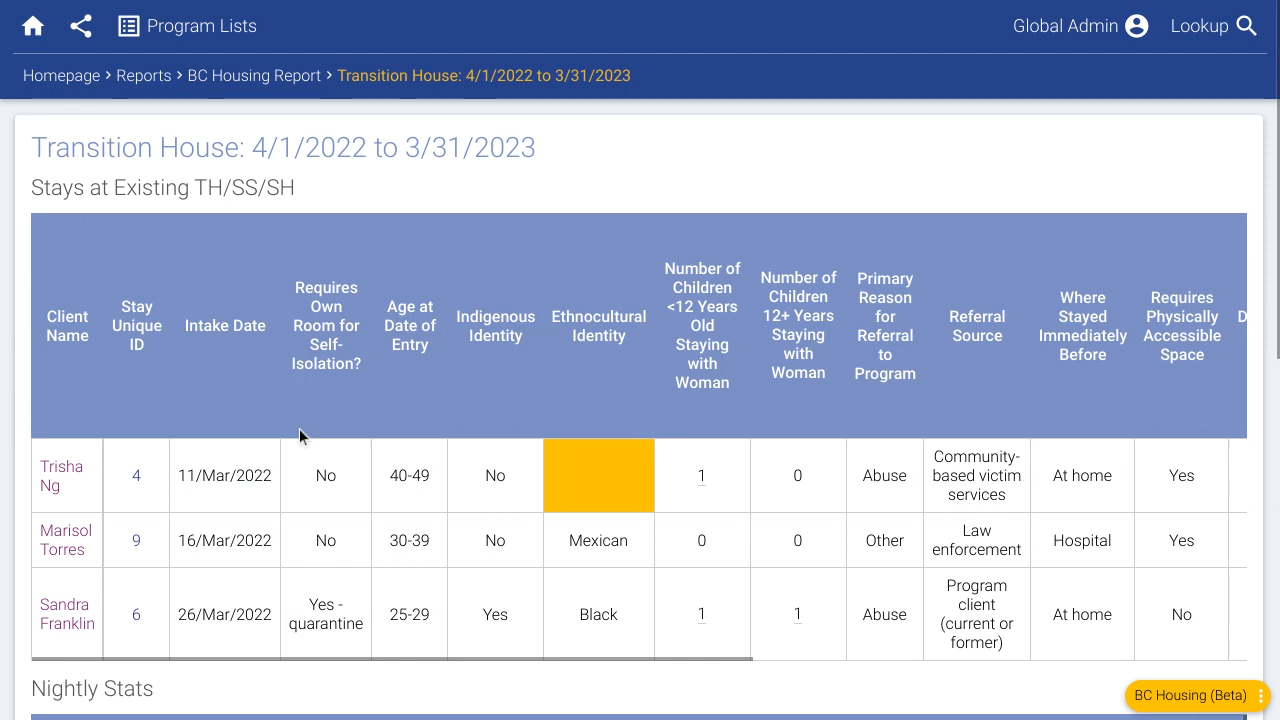 Program Lists
Global Admin
Lookup
Homepage › Reports › BC Housing Report › Transition House: 4/1/2022 to 3/31/2023
Transition House: 4/1/2022 to 3/31/2023
Stays at Existing TH/SS/SH
Client
Name
Stay
Unique
ID
Intake Date
Requires
Own
Room for
Self-
Isolation?
Age at
Date of
Entry
Indigenous
Identity
Ethnocultural
Identity
Number of
Children
<12 Years
Old
Staying
with
Woman
Number of
Children
12+ Years
Staying
with
Woman
Primary
Reason
for
Referral
to
Program
Referral
Source
Where
Stayed
Immediately
Before
Requires
Physically
Accessible
Space
Trisha
Ng
4
11/Mar/2022
No
40-49
No
1
0
Abuse
Community-
based victim
services
At home
Yes
Marisol
Torres
9
16/Mar/2022
No
30-39
No
Mexican
0
0
Other
Law
enforcement
Hospital
Yes
Sandra
Franklin
6
26/Mar/2022
Yes -
quarantine
25-29
Yes
Black
1
1
Abuse
Program
client
(current or
former)
At home
No
Nightly Stats
BC Housing (Beta)